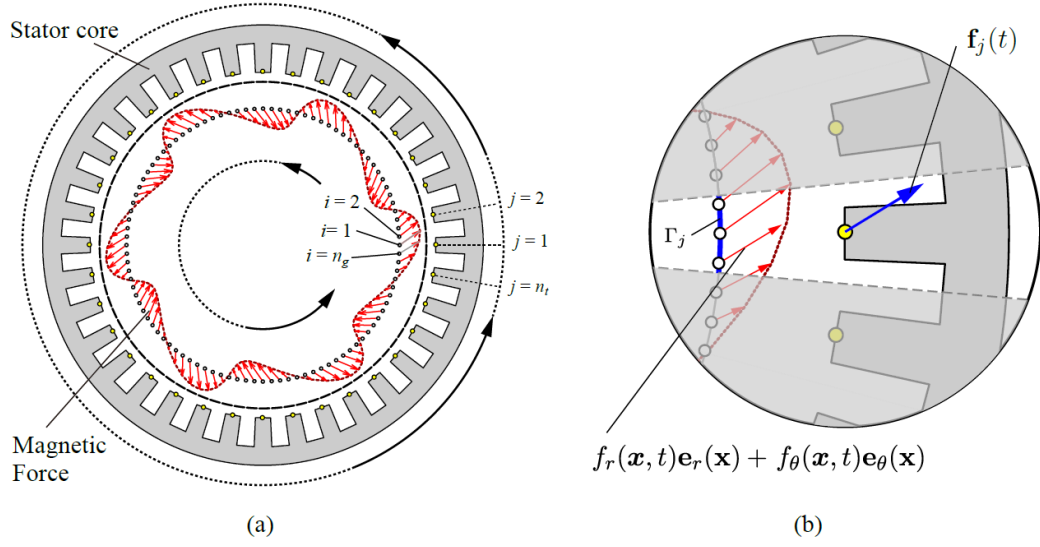 Stator core
i = 2
i = 1
i = n_g
j = 2
j = 1
j = n_t
Magnetic
Force
(a)
f_j(t)
Γ_j
f_r(x, t)e_r(x) + f_θ(x, t)e_θ(x)
(b)